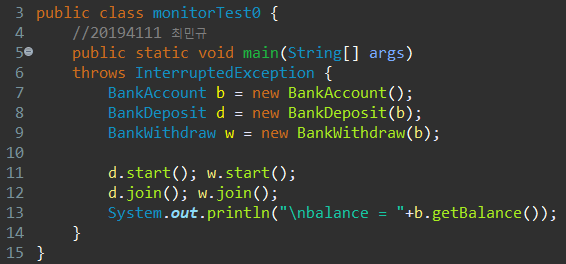 3 public class monitorTest0 {
4 //20194111 최민규
5 public static void main(String[] args)
6 throws InterruptedException {
7 BankAccount b = new BankAccount();
8 BankDeposit d = new BankDeposit(b);
9 BankWithdraw w = new BankWithdraw(b);
10
11 d.start(); w.start();
12 d.join(); w.join();
13 System.out.println("\nbalance = "+b.getBalance());
14 }
15 }